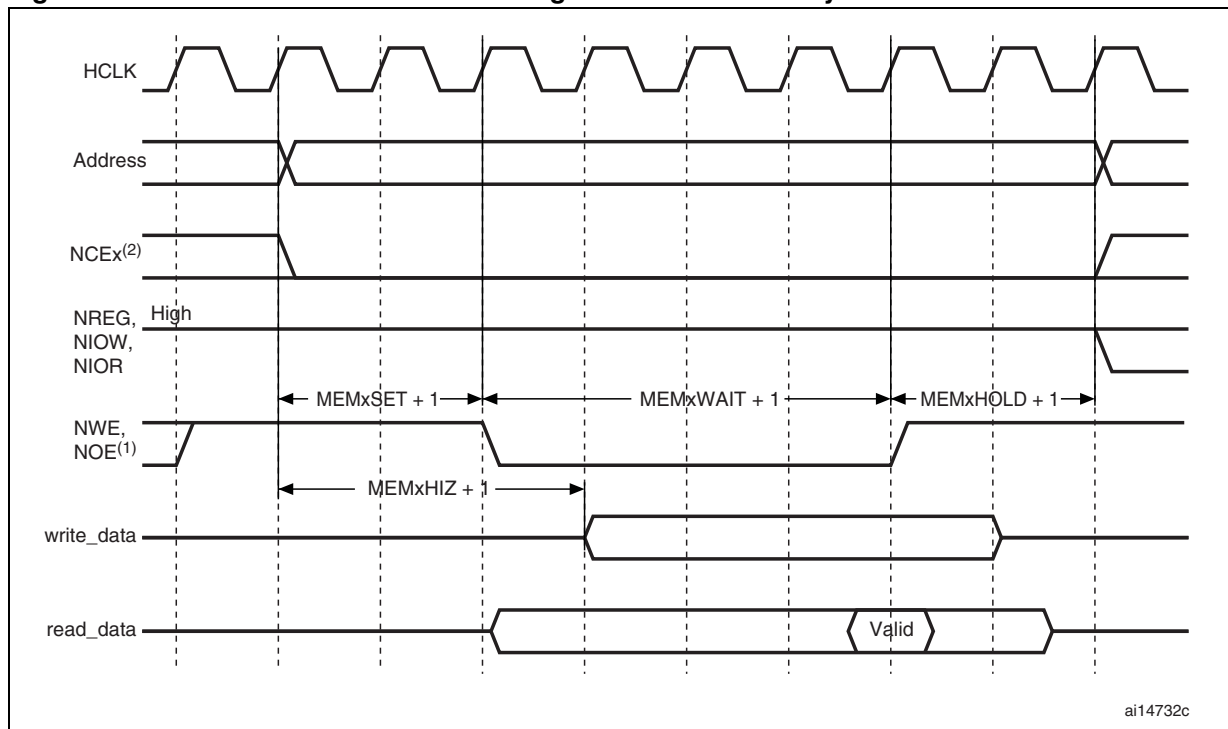 HCLK
Address
NCEx(2)
High
NREG,
NIOW,
NIOR
MEMxSET + 1
MEMxWAIT + 1
MEMxHOLD + 1
NWE,
NOE(1)
MEMxHIZ + 1
write_data
read_data
Valid
ai14732c